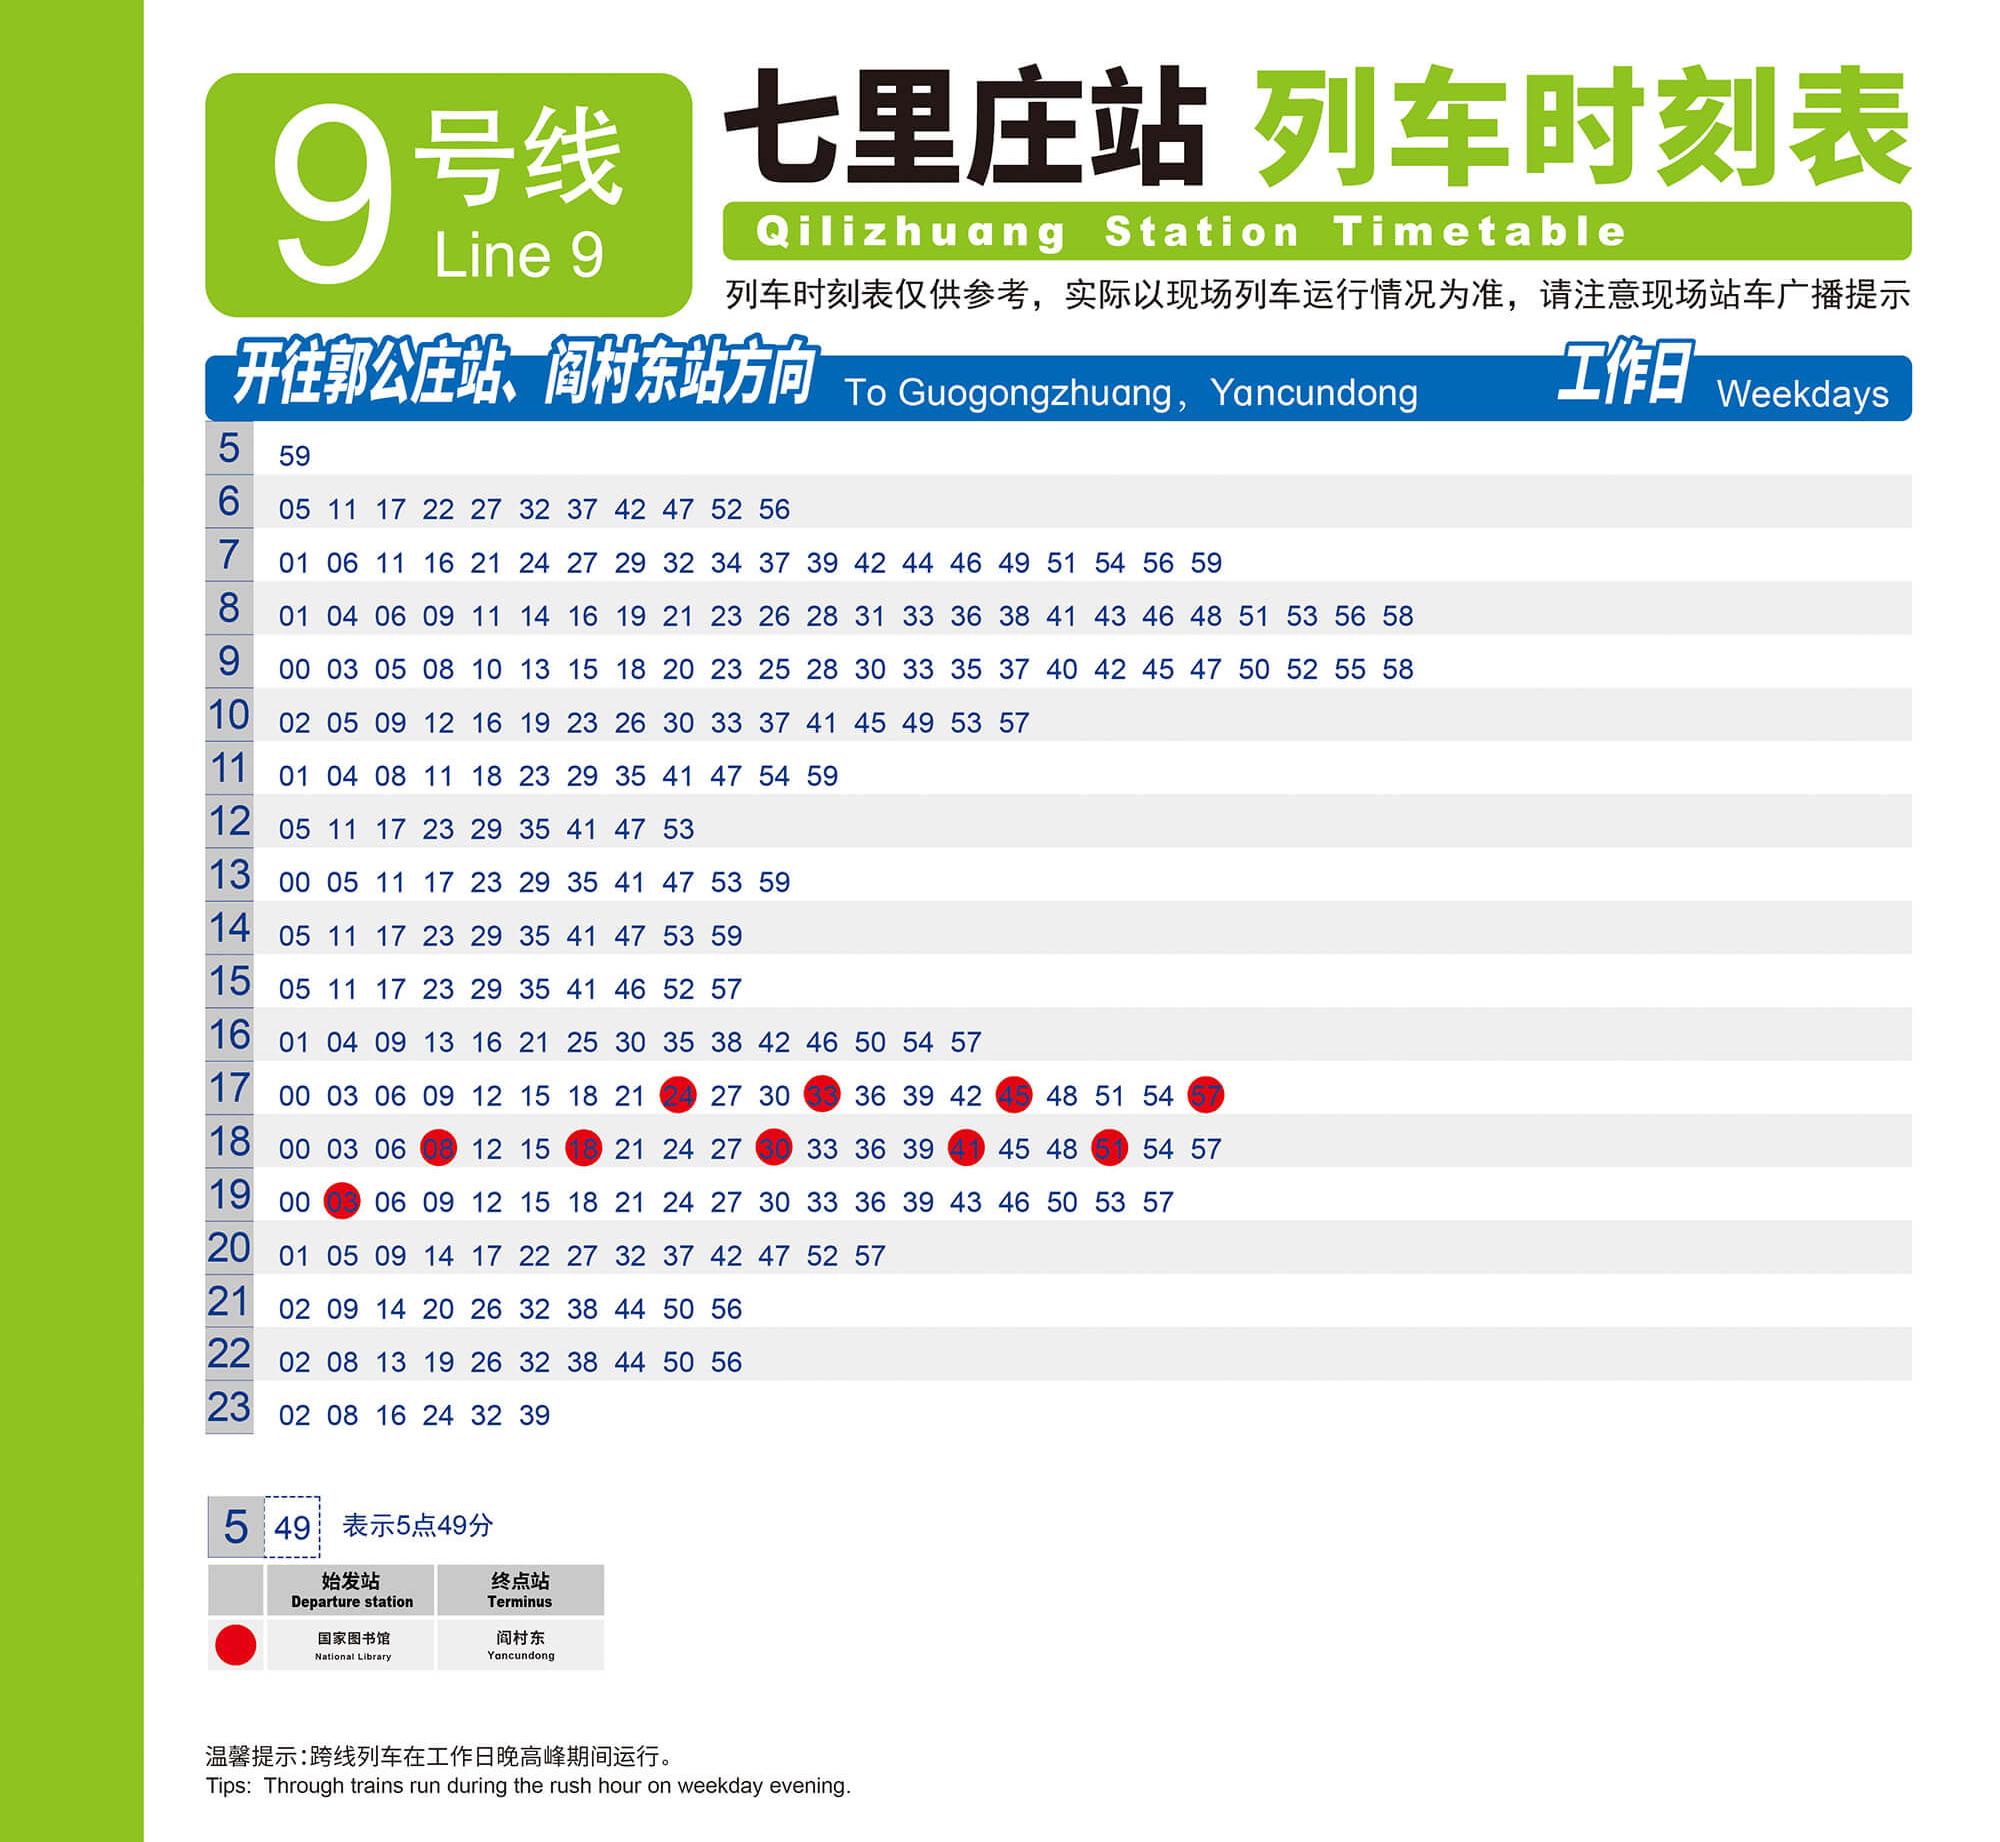 9号线
Line 9
七里庄站 列车时刻表
Qilizhuang Station Timetable
列车时刻表仅供参考，实际以现场列车运行情况为准，请注意现场站车广播提示
开往郭公庄站、阎村东站方向 To Guogongzhuang, Yancundong 工作日 Weekdays
5 59
6 05 11 17 22 27 32 37 42 47 52 56
7 01 06 11 16 21 24 27 29 32 34 37 39 42 44 46 49 51 54 56 59
8 01 04 06 09 11 14 16 19 21 23 26 28 31 33 36 38 41 43 46 48 51 53 56 58
9 00 03 05 08 10 13 15 18 20 23 25 28 30 33 35 37 40 42 45 47 50 52 55 58
10 02 05 09 12 16 19 23 26 30 33 37 41 45 49 53 57
11 01 04 08 11 18 23 29 35 41 47 54 59
12 05 11 17 23 29 35 41 47 53
13 00 05 11 17 23 29 35 41 47 53 59
14 05 11 17 23 29 35 41 47 53 59
15 05 11 17 23 29 35 41 46 52 57
16 01 04 09 13 16 21 25 30 35 38 42 46 50 54 57
17 00 03 06 09 12 15 18 21 24 27 30 33 36 39 42 45 48 51 54 57
18 00 03 06 08 12 15 18 21 24 27 30 33 36 39 41 45 48 51 54 57
19 00 03 06 09 12 15 18 21 24 27 30 33 36 39 43 46 50 53 57
20 01 05 09 14 17 22 27 32 37 42 47 52 57
21 02 09 14 20 26 32 38 44 50 56
22 02 08 13 19 26 32 38 44 50 56
23 02 08 16 24 32 39
5 49 表示5点49分
始发站 终点站
Departure station Terminus
国家图书馆 阎村东
National Library Yancundong
温馨提示：跨线列车在工作日晚高峰期间运行。
Tips: Through trains run during the rush hour on weekday evening.